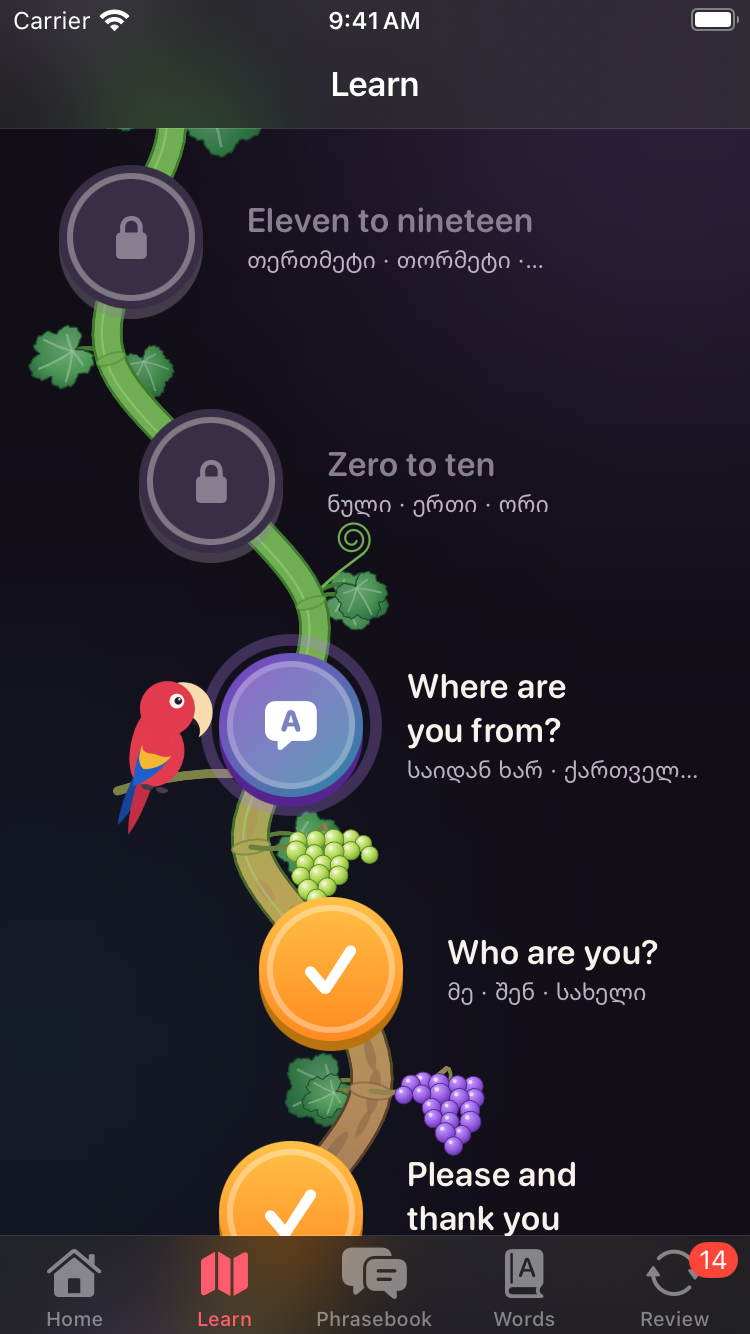 Carrier
9:41 AM
Learn
Eleven to nineteen
თერთმეტი · თორმეტი ·...
Zero to ten
ნული · ერთი · ორი
Where are
you from?
საიდან ხარ · ქართველ...
A
Who are you?
მე · შენ · სახელი
Please and
thank you
A
14
Home
Learn
Phrasebook
Words
Review